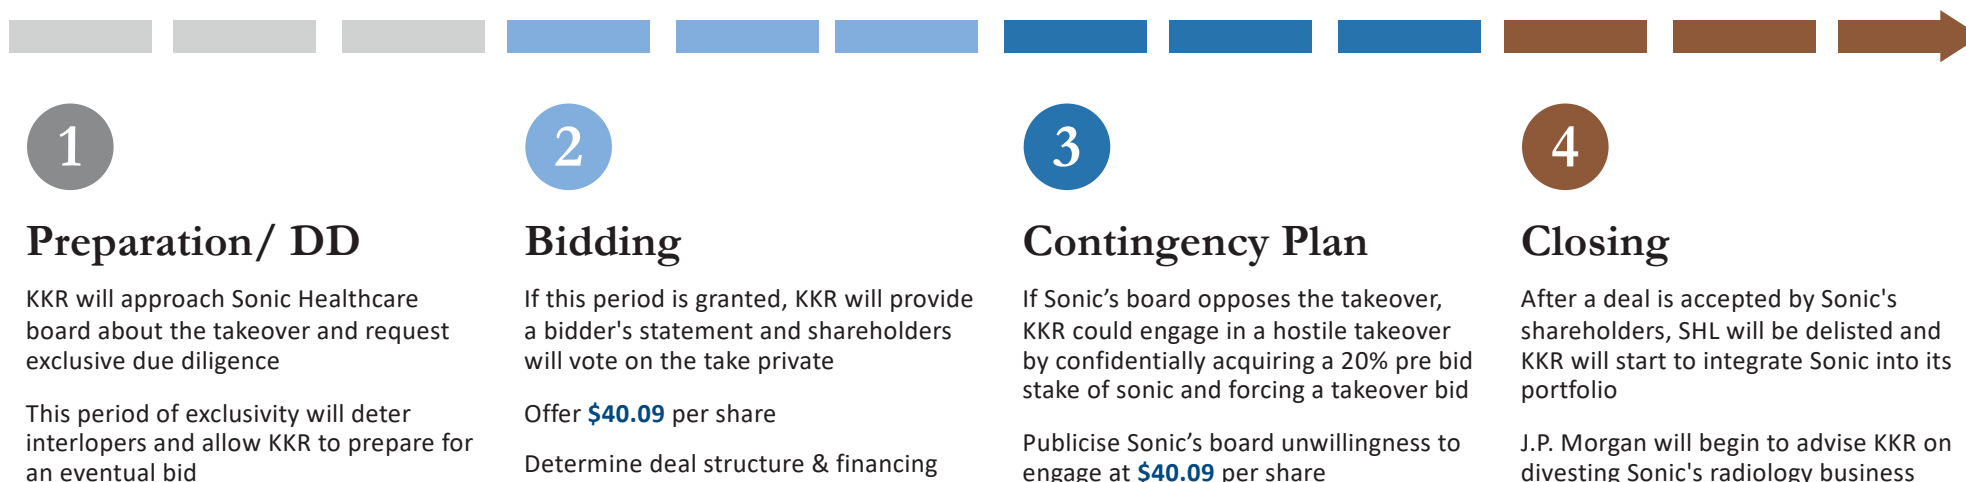 1
Preparation/ DD
KKR will approach Sonic Healthcare
board about the takeover and request
exclusive due diligence
This period of exclusivity will deter
interlopers and allow KKR to prepare for
an eventual bid
2
Bidding
If this period is granted, KKR will provide
a bidder's statement and shareholders
will vote on the take private
Offer $40.09 per share
Determine deal structure & financing
3
Contingency Plan
If Sonic’s board opposes the takeover,
KKR could engage in a hostile takeover
by confidentially acquiring a 20% pre bid
stake of sonic and forcing a takeover bid
Publicise Sonic’s board unwillingness to
engage at $40.09 per share
4
Closing
After a deal is accepted by Sonic's
shareholders, SHL will be delisted and
KKR will start to integrate Sonic into its
portfolio
J.P. Morgan will begin to advise KKR on
divesting Sonic's radiology business